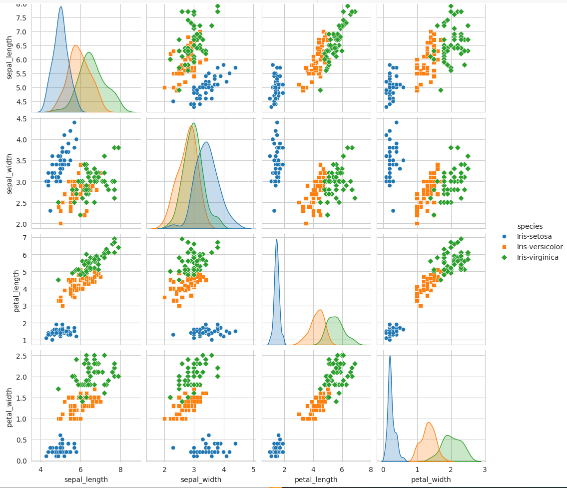 8.0
7.5
7.0
6.5
6.0
5.5
5.0
4.5
sepal_length
4.5
4.0
3.5
3.0
2.5
2.0
sepal_width
species
Iris-setosa
Iris-versicolor
Iris-virginica
7
6
5
4
3
2
1
petal_length
2.5
2.0
1.5
1.0
0.5
0.0
petal_width
4 6 8 2 3 4 5 2 4 6 8 0 1 2 3
sepal_length sepal_width petal_length petal_width